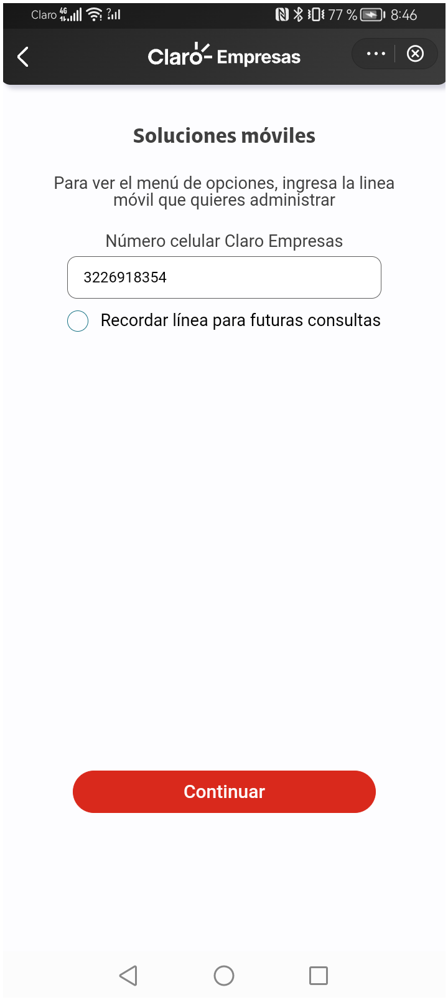 Claro 4G ? 77 % 8:46
Claro Empresas
Soluciones móviles
Para ver el menú de opciones, ingresa la linea
móvil que quieres administrar
Número celular Claro Empresas
3226918354
Recordar línea para futuras consultas
Continuar